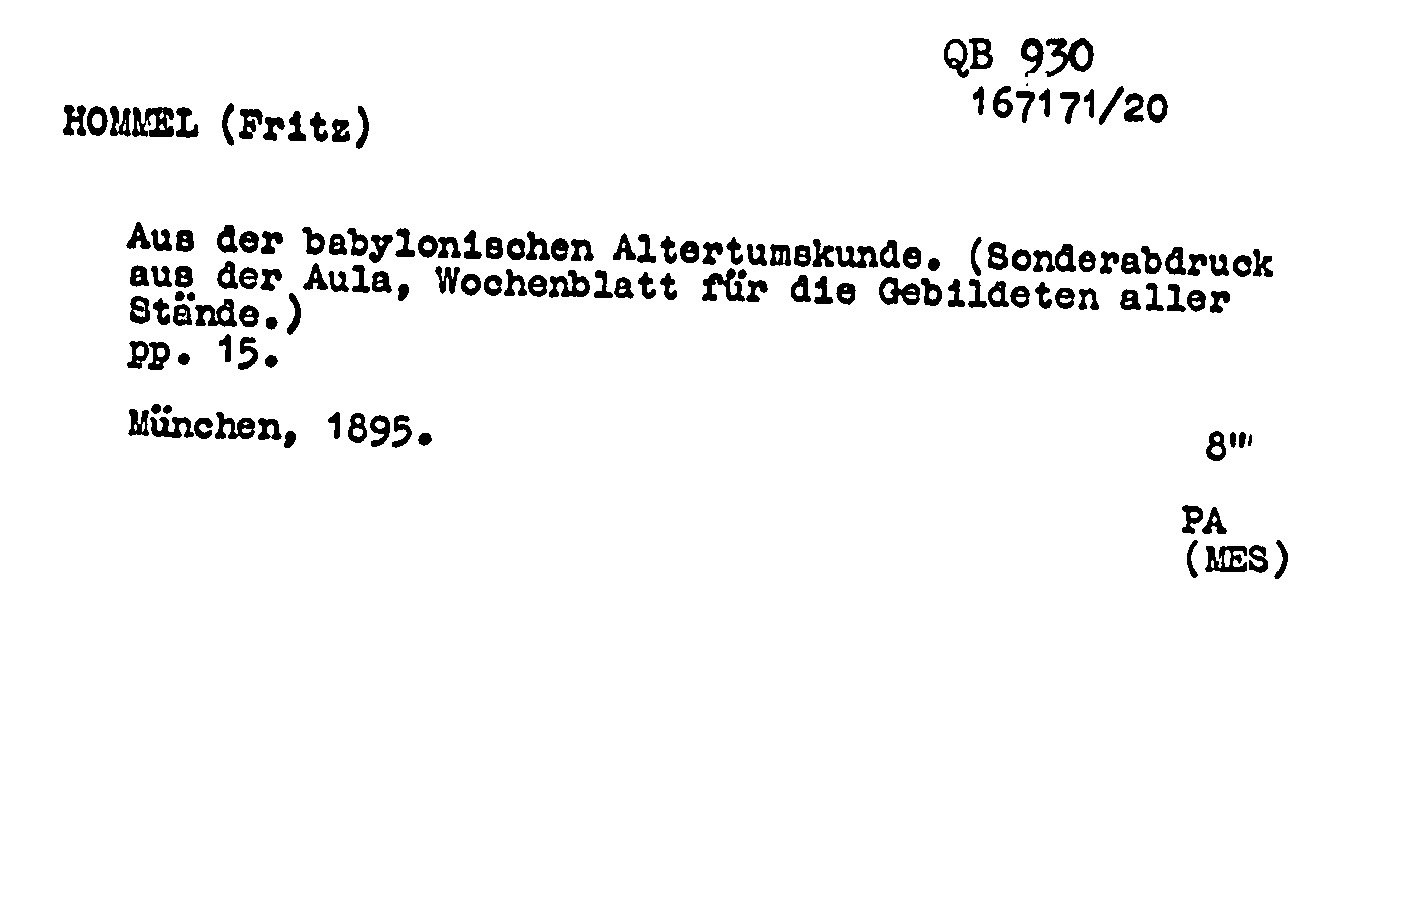 QB 930
167171/20
HOMMEL (Fritz)
Aus der babylonischen Altertumskunde. (Sonderabdruck
aus der Aula, Wochenblatt für die Gebildeten aller
Stände.)
pp. 15.
München, 1895.
8"'
PA
(MES)